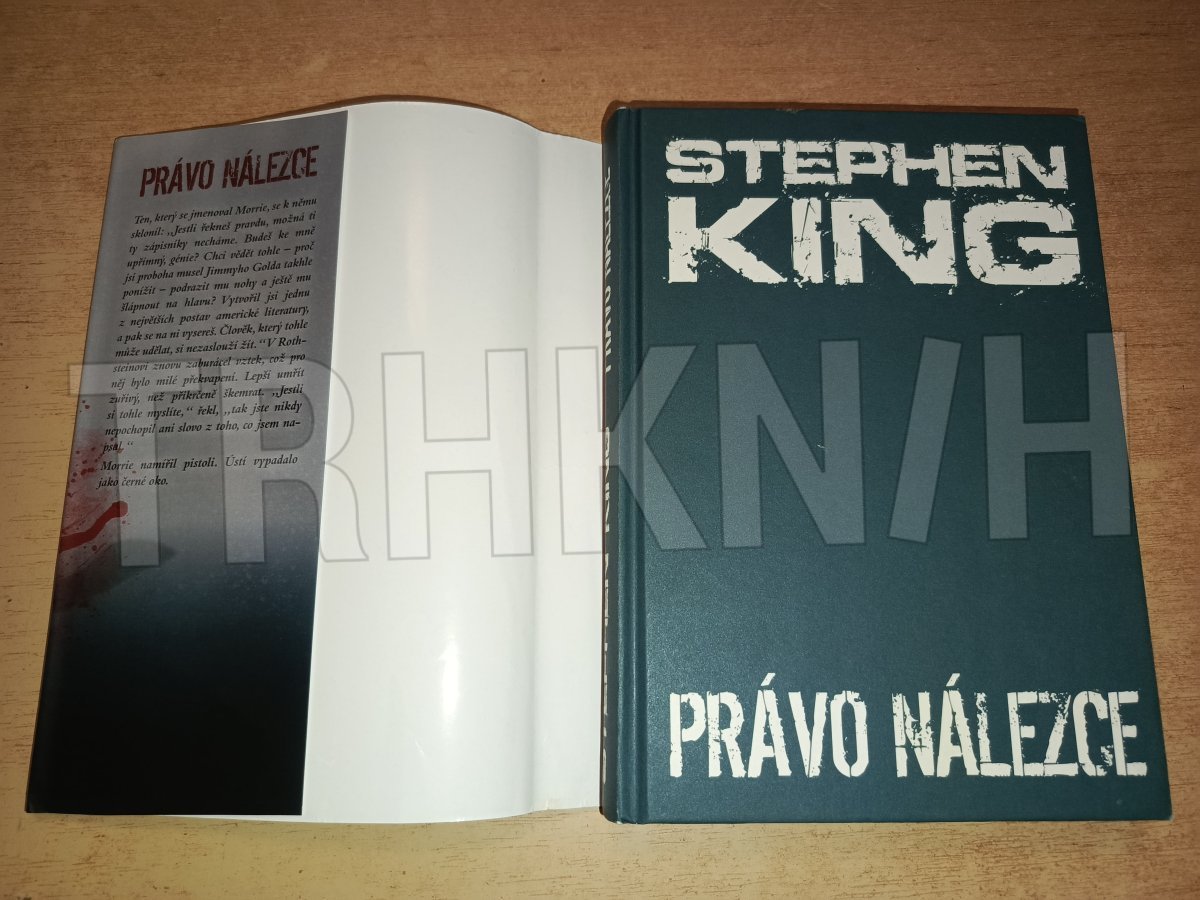 PRÁVO NÁLEZCE
Ten, který se jmenoval Morrie, se k němu
sklonil: „Jestli řekneš pravdu, možná ti
ty zápisníky necháme. Budeš ke mně
upřímný, génie? Chci vědět tohle – proč
jsi proboha musel Jimmyho Golda takhle
ponížit – podrazit mu nohy a ještě mu
šlápnout na hlavu? Vytvořil jsi jednu
z největších postav americké literatury,
a pak se na ni vysereš. Člověk, který tohle
může udělat, si nezaslouží žít.“ V Roth-
steinovi znovu zaburácel vztek, což pro
něj bylo milé překvapení. Lepší umřít
zuřivý, než přikrčeně škemrat. „Jestli
si tohle myslíte,“ řekl, „tak jste nikdy
nepochopil ani slovo z toho, co jsem na-
psal.“
Morrie namířil pistoli. Ústí vypadalo
jako černé oko.
STEPHEN
KING
PRÁVO NÁLEZCE
TRHKNIH